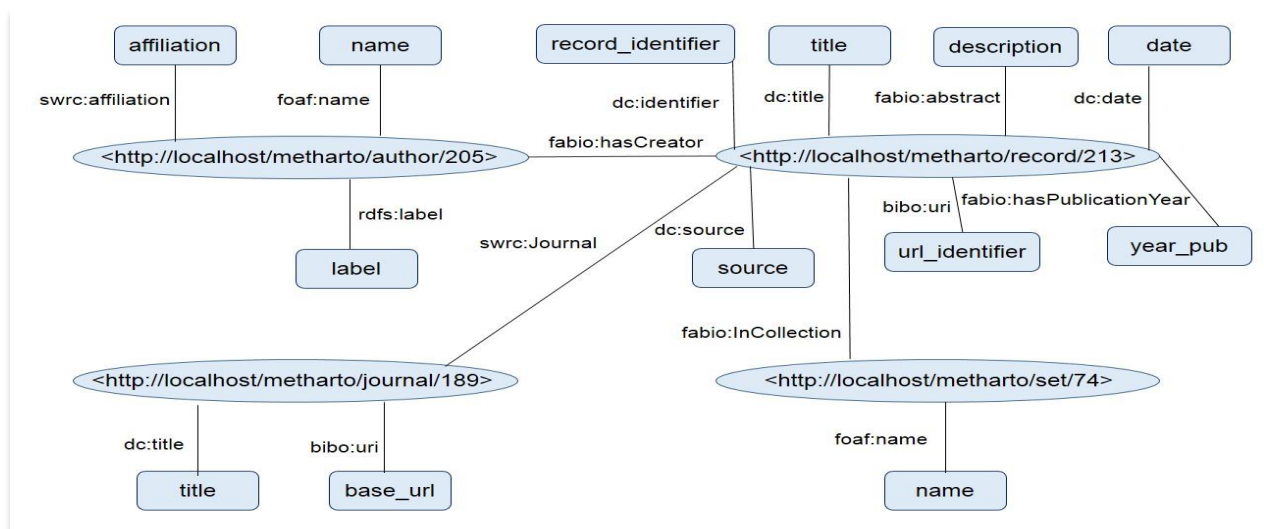 affiliation
name
record_identifier
title
description
date
swrc:affiliation
foaf:name
dc:identifier
dc:title
fabio:abstract
dc:date
<http://localhost/metharto/author/205>
fabio:hasCreator
<http://localhost/metharto/record/213>
rdfs:label
swrc:Journal
dc:source
bibo:uri
fabio:hasPublicationYear
label
source
url_identifier
year_pub
fabio:InCollection
<http://localhost/metharto/journal/189>
<http://localhost/metharto/set/74>
dc:title
bibo:uri
foaf:name
title
base_url
name